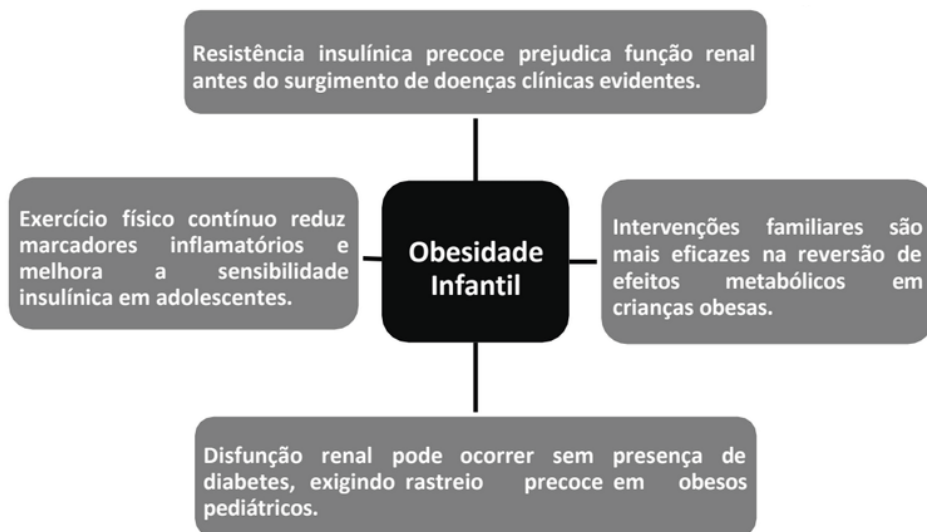 Resistência insulínica precoce prejudica função renal
antes do surgimento de doenças clínicas evidentes.
Exercício físico contínuo reduz
marcadores inflamatórios e
melhora a sensibilidade
insulínica em adolescentes.
Obesidade
Infantil
Intervenções familiares são
mais eficazes na reversão de
efeitos metabólicos em
crianças obesas.
Disfunção renal pode ocorrer sem presença de
diabetes, exigindo rastreio precoce em obesos
pediátricos.